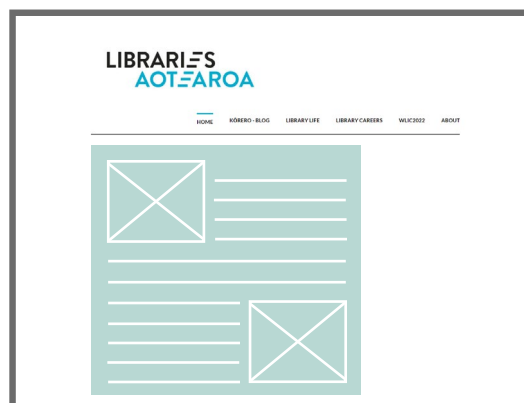 LIBRARIES
AOTEAROA
HOME KŌRERO - BLOG LIBRARY LIFE LIBRARY CAREERS WLIC2022 ABOUT